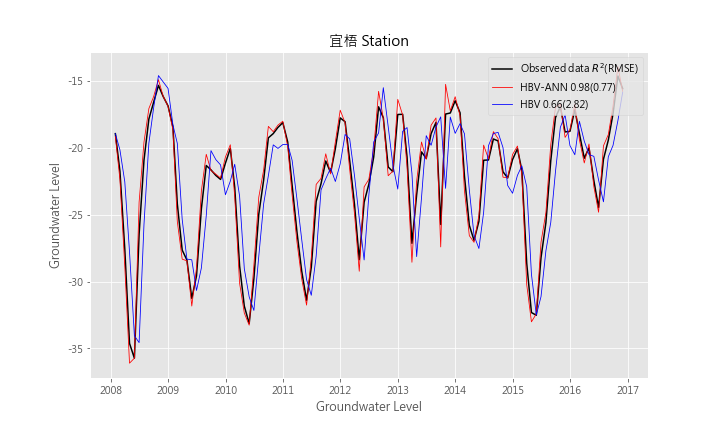 宜梧 Station
Observed data R²(RMSE)
HBV-ANN 0.98(0.77)
HBV 0.66(2.82)
Groundwater Level
-15
-20
-25
-30
-35
2008 2009 2010 2011 2012 2013 2014 2015 2016 2017
Groundwater Level